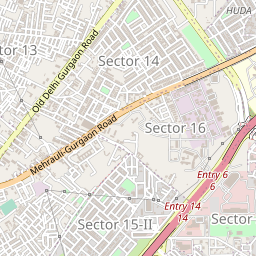 HUDA
Sector 13
Sector 14
Old Delhi Gurgaon Road
Sector 16
Mehrauli-Gurgaon Road
Entry 6
6
Entry 14
14
Sector 15-II
Sector